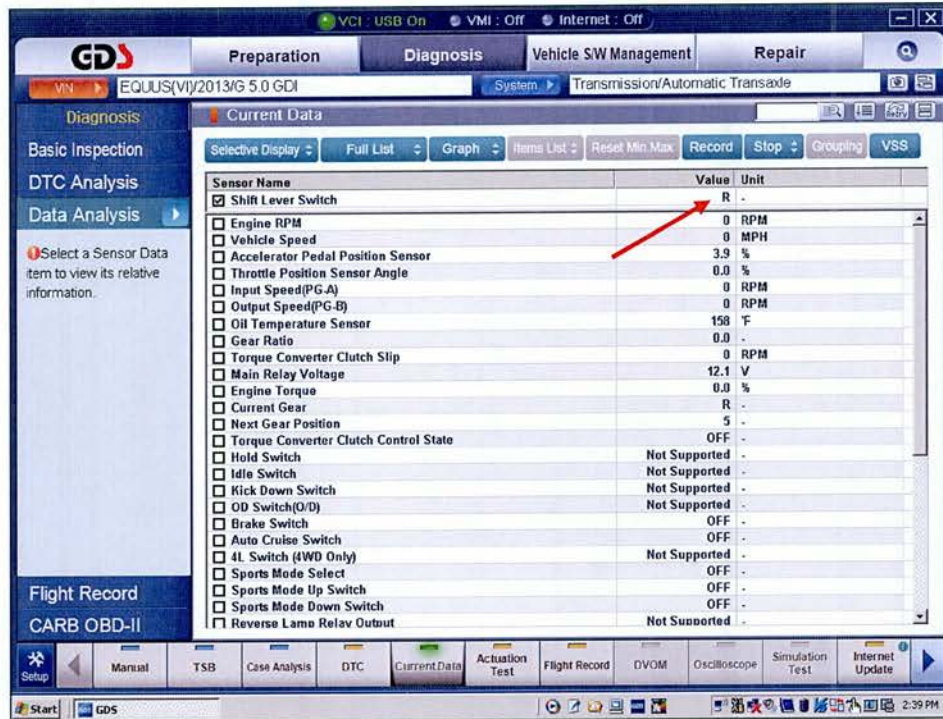 VCI : USB On VMI : Off Internet : Off
GDS Preparation Diagnosis Vehicle S/W Management Repair
VIN EQUUS(VI)/2013/G 5.0 GDI System Transmission/Automatic Transaxle
Diagnosis
Basic Inspection
DTC Analysis
Data Analysis
Select a Sensor Data
item to view its relative
information.
Flight Record
CARB OBD-II
Current Data
Selective Display Full List Graph Items List Reset Min.Max. Record Stop Grouping VSS
Sensor Name Value Unit
Shift Lever Switch R -
Engine RPM 0 RPM
Vehicle Speed 0 MPH
Accelerator Pedal Position Sensor 3.9 %
Throttle Position Sensor Angle 0.0 %
Input Speed(PG-A) 0 RPM
Output Speed(PG-B) 0 RPM
Oil Temperature Sensor 158 °F
Gear Ratio 0.0 -
Torque Converter Clutch Slip 0 RPM
Main Relay Voltage 12.1 V
Engine Torque 0.0 %
Current Gear R -
Next Gear Position 5 -
Torque Converter Clutch Control State OFF -
Hold Switch Not Supported -
Idle Switch Not Supported -
Kick Down Switch Not Supported -
OD Switch(O/D) Not Supported -
Brake Switch OFF -
Auto Cruise Switch OFF -
4L Switch (4WD Only) Not Supported -
Sports Mode Select OFF -
Sports Mode Up Switch OFF -
Sports Mode Down Switch OFF -
Reverse Lamp Relay Output Not Supported -
Setup Manual TSB Case Analysis DTC Current Data Actuation Test Flight Record DVOM Oscilloscope Simulation Test Internet Update
Start GDS 2:39 PM